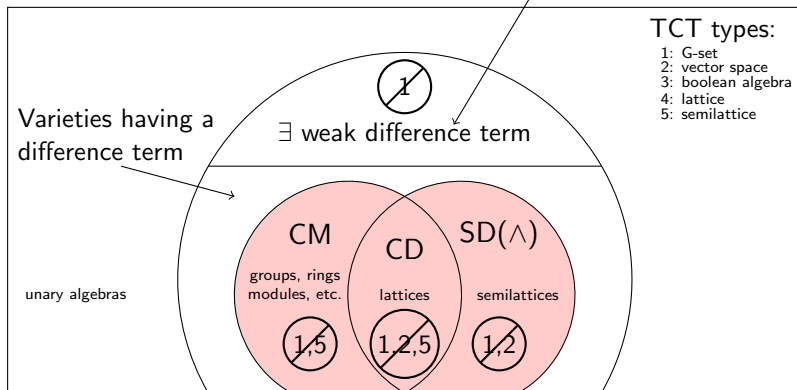 TCT types:
1: G-set
2: vector space
3: boolean algebra
4: lattice
5: semilattice
1
Varieties having a
difference term
∃ weak difference term
CM
CD
SD(∧)
groups, rings
modules, etc.
lattices
semilattices
unary algebras
1,5
1,2,5
1,2